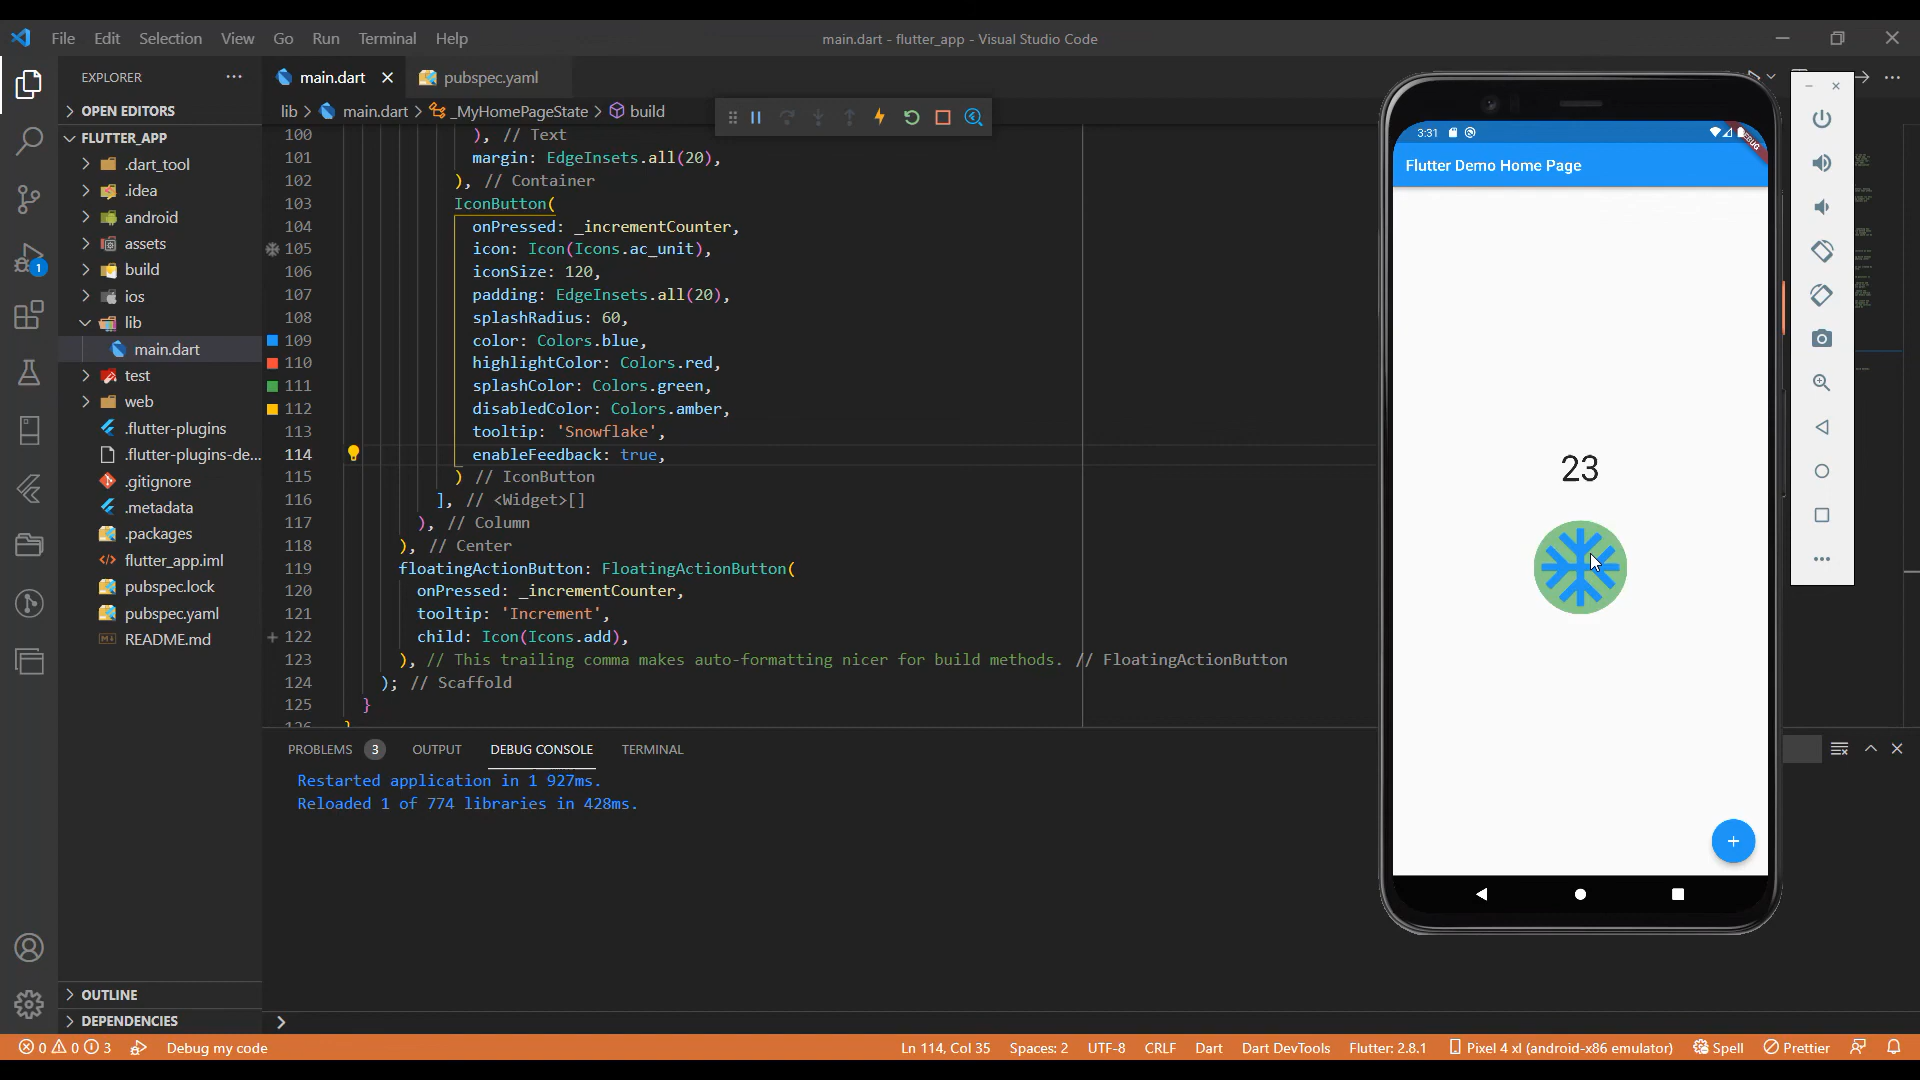 File Edit Selection View Go Run Terminal Help
main.dart - flutter_app - Visual Studio Code
EXPLORER
OPEN EDITORS
FLUTTER_APP
.dart_tool
.idea
android
assets
build
ios
lib
main.dart
test
web
.flutter-plugins
.flutter-plugins-de...
.gitignore
.metadata
.packages
flutter_app.iml
pubspec.lock
pubspec.yaml
README.md
OUTLINE
DEPENDENCIES
1
main.dart pubspec.yaml
lib > main.dart > _MyHomePageState > build
100 ), // Text
101 margin: EdgeInsets.all(20),
102 ), // Container
103 IconButton(
104 onPressed: _incrementCounter,
105 icon: Icon(Icons.ac_unit),
106 iconSize: 120,
107 padding: EdgeInsets.all(20),
108 splashRadius: 60,
109 color: Colors.blue,
110 highlightColor: Colors.red,
111 splashColor: Colors.green,
112 disabledColor: Colors.amber,
113 tooltip: 'Snowflake',
114 enableFeedback: true,
115 ) // IconButton
116 ], // <Widget>[]
117 ), // Column
118 ), // Center
119 floatingActionButton: FloatingActionButton(
120 onPressed: _incrementCounter,
121 tooltip: 'Increment',
122 child: Icon(Icons.add),
123 ), // This trailing comma makes auto-formatting nicer for build methods. // FloatingActionButton
124 ); // Scaffold
125 }
126 }
PROBLEMS 3 OUTPUT DEBUG CONSOLE TERMINAL
Restarted application in 1 927ms.
Reloaded 1 of 774 libraries in 428ms.
3:31
DEBUG
Flutter Demo Home Page
23
0 0 3 Debug my code
Ln 114, Col 35 Spaces: 2 UTF-8 CRLF Dart Dart DevTools Flutter: 2.8.1 Pixel 4 xl (android-x86 emulator) Spell Prettier